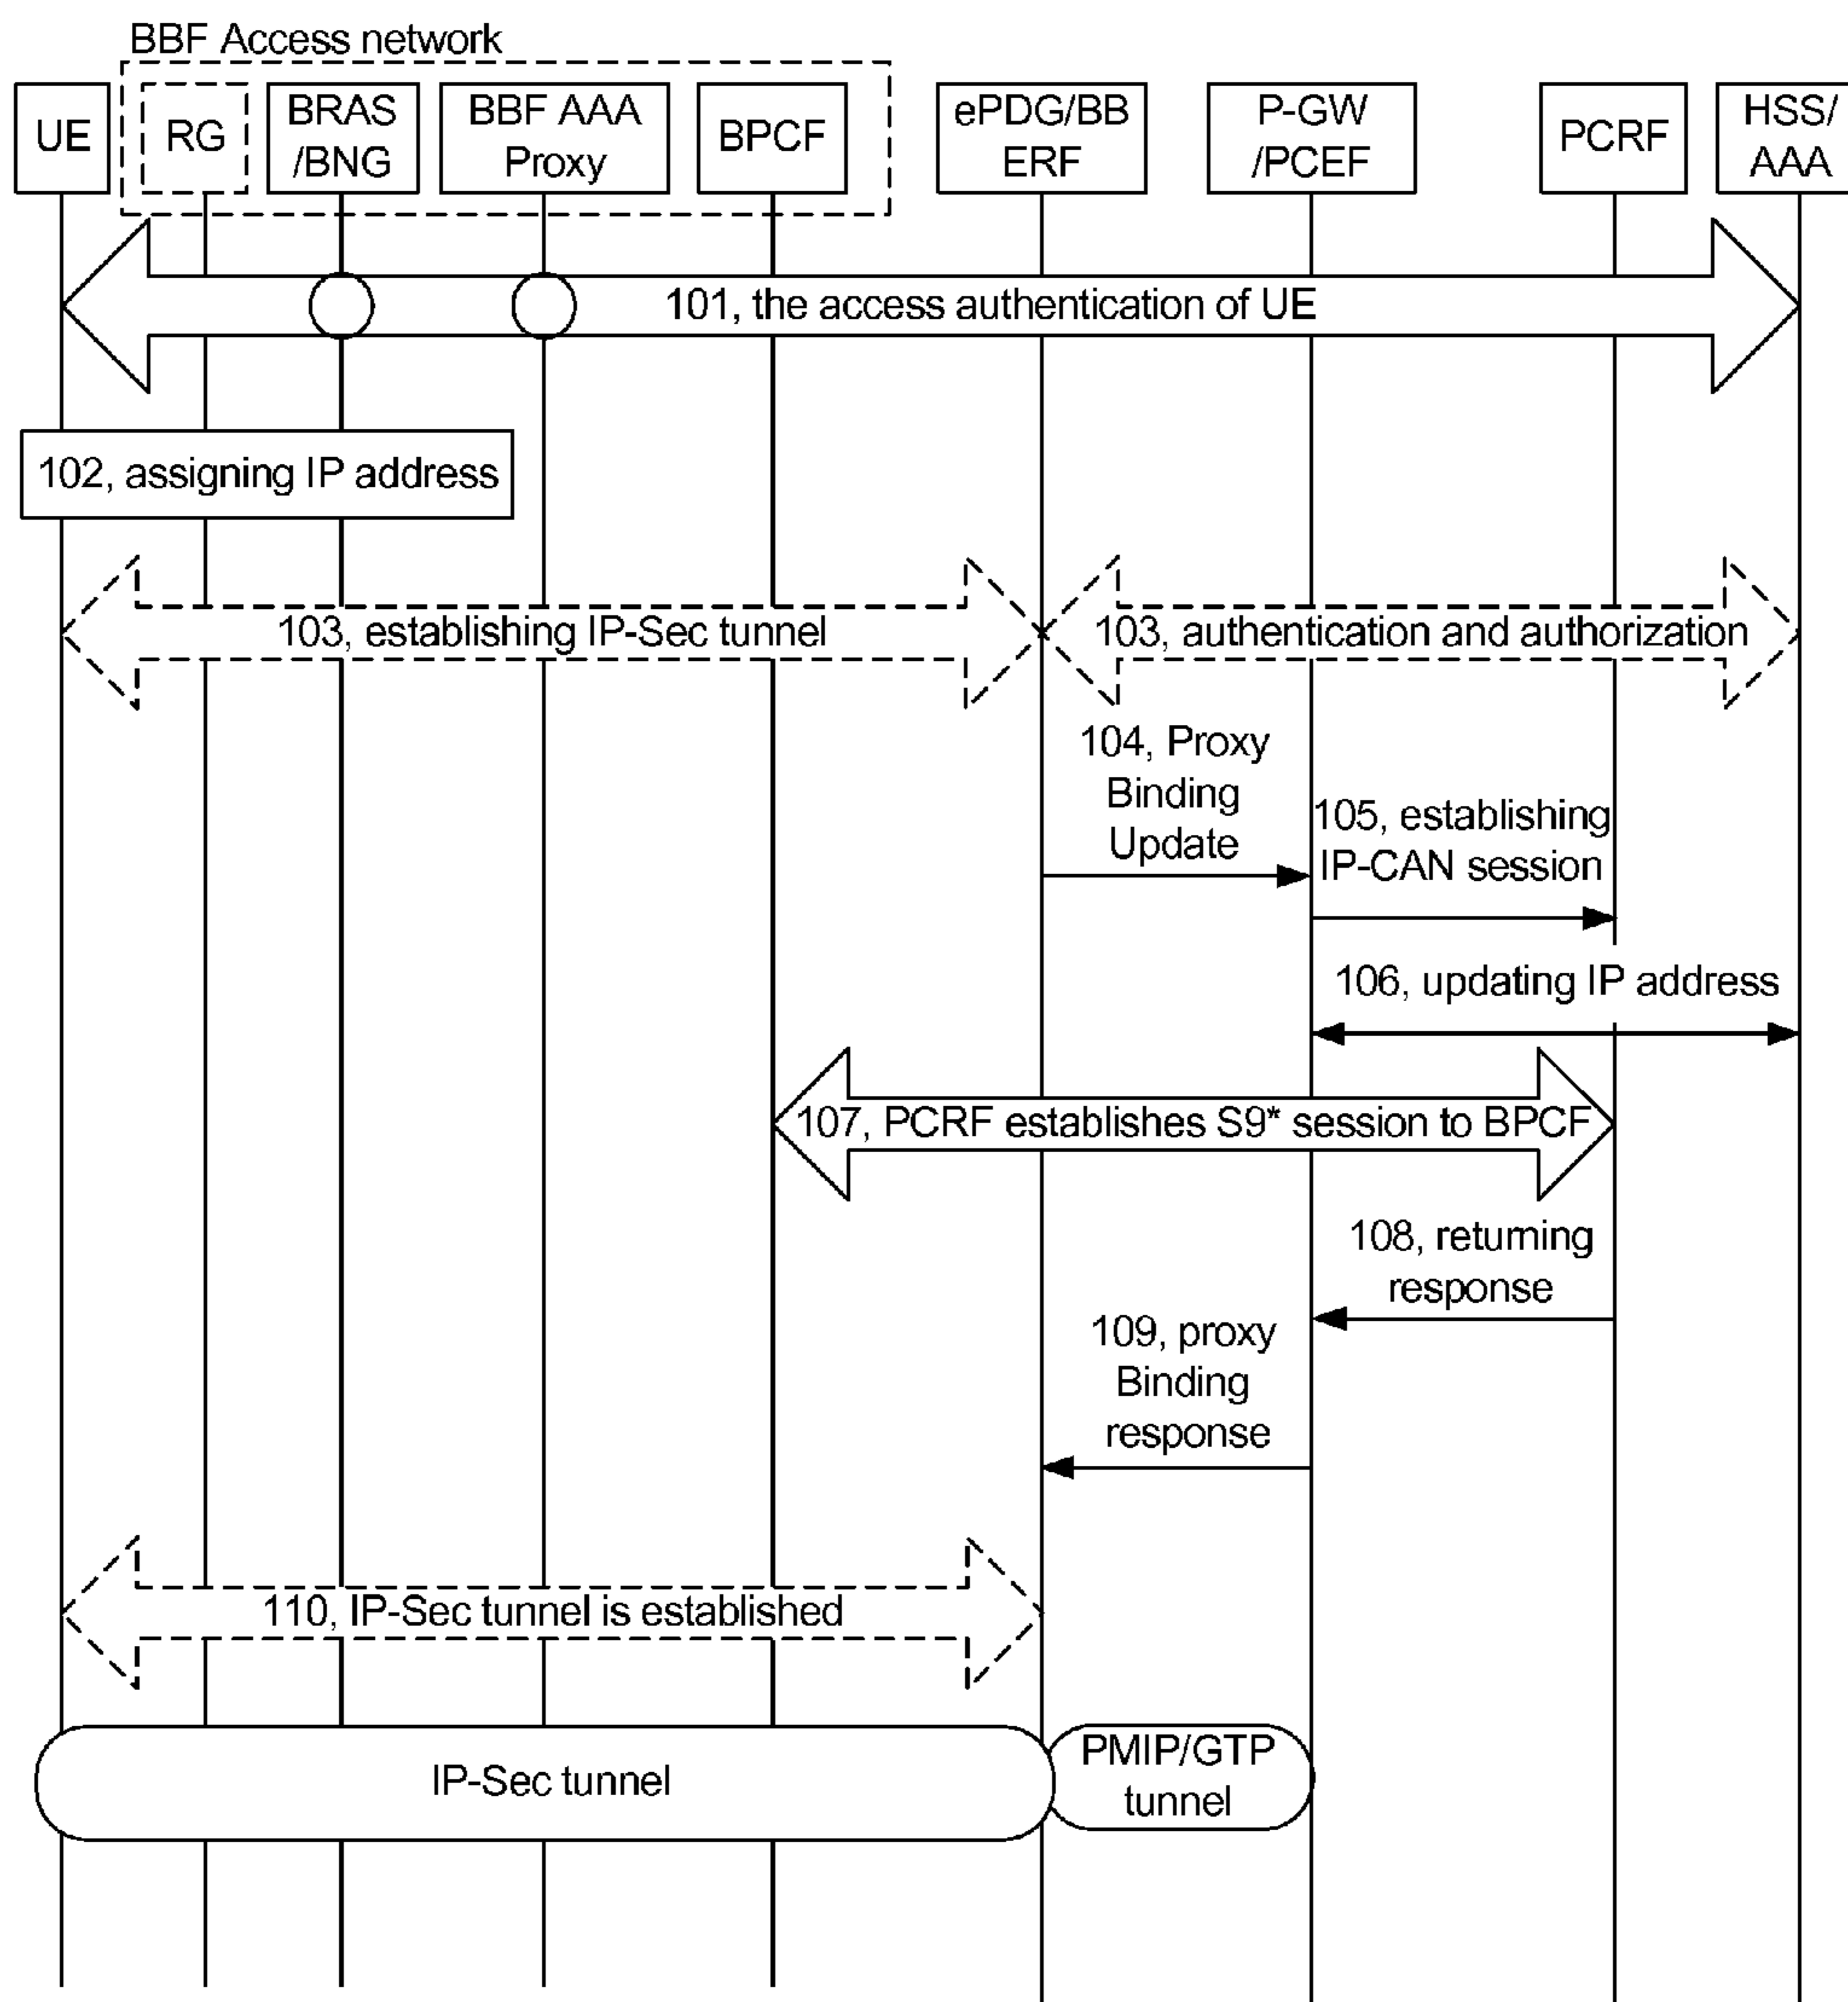 BBF Access network
UE
RG
BRAS
/BNG
BBF AAA
Proxy
BPCF
ePDG/BB
ERF
P-GW
/PCEF
PCRF
HSS/
AAA
101, the access authentication of UE
102, assigning IP address
103, establishing IP-Sec tunnel
103, authentication and authorization
104, Proxy
Binding
Update
105, establishing
IP-CAN session
106, updating IP address
107, PCRF establishes S9* session to BPCF
108, returning
response
109, proxy
Binding
response
110, IP-Sec tunnel is established
IP-Sec tunnel
PMIP/GTP
tunnel